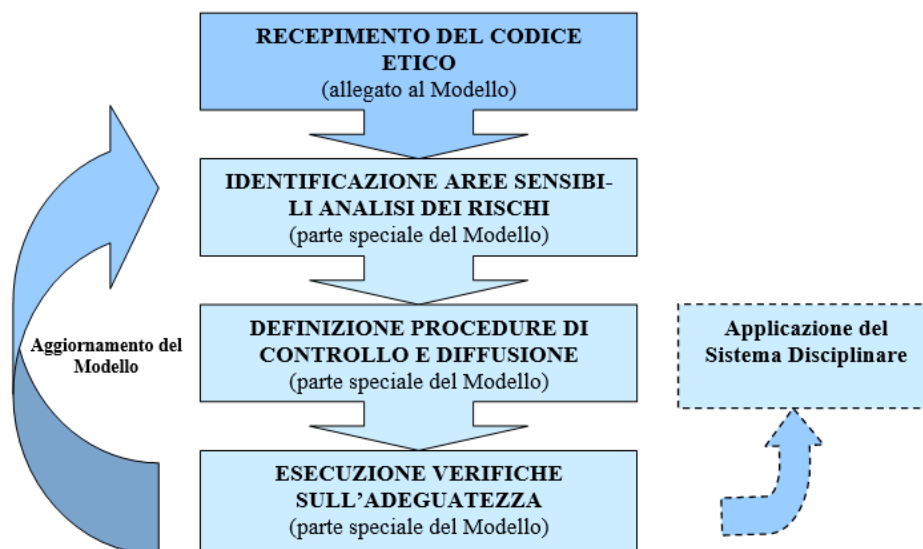 RECEPIMENTO DEL CODICE
ETICO
(allegato al Modello)
IDENTIFICAZIONE AREE SENSIBI-
LI ANALISI DEI RISCHI
(parte speciale del Modello)
Aggiornamento del
Modello
DEFINIZIONE PROCEDURE DI
CONTROLLO E DIFFUSIONE
(parte speciale del Modello)
Applicazione del
Sistema Disciplinare
ESECUZIONE VERIFICHE
SULL'ADEGUATEZZA
(parte speciale del Modello)